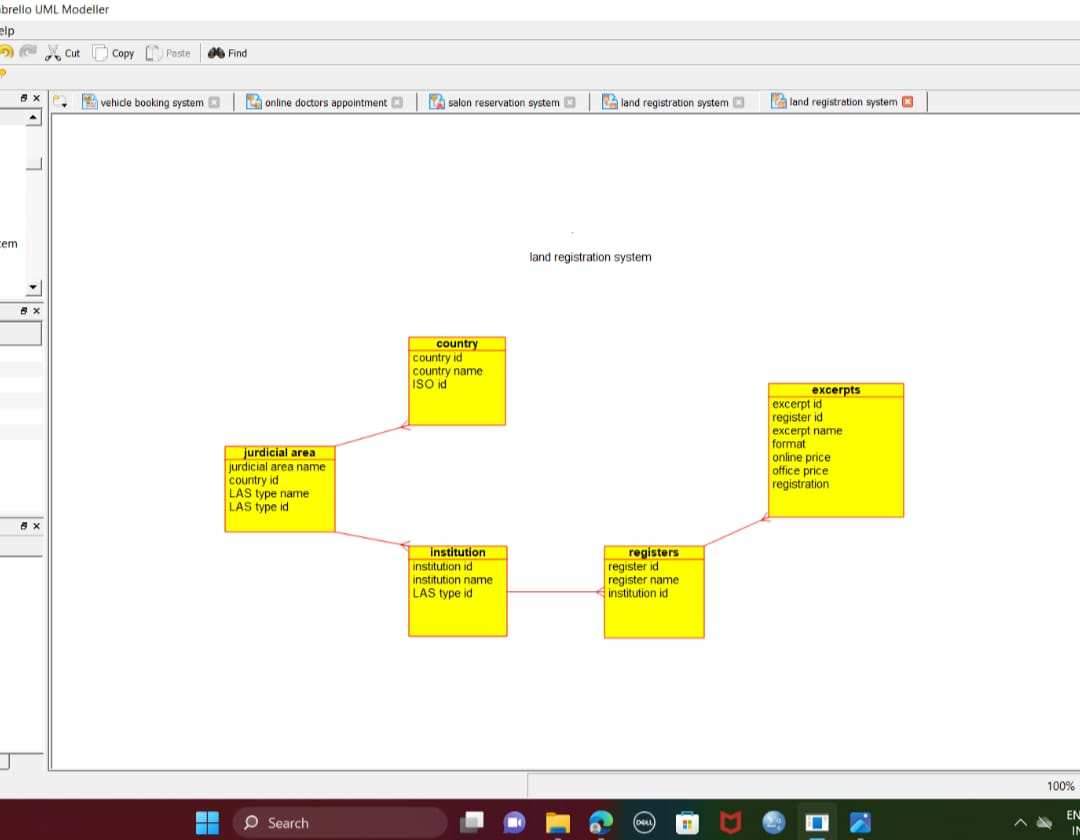 brello UML Modeller
elp
Cut Copy Paste Find
vehicle booking system online doctors appointment salon reservation system land registration system land registration system
tem
land registration system
country
country id
country name
ISO id
excerpts
excerpt id
register id
excerpt name
format
online price
office price
registration
jurdicial area
jurdicial area name
country id
LAS type name
LAS type id
institution
institution id
institution name
LAS type id
registers
register id
register name
institution id
100%
Search
DELL
EN
IN